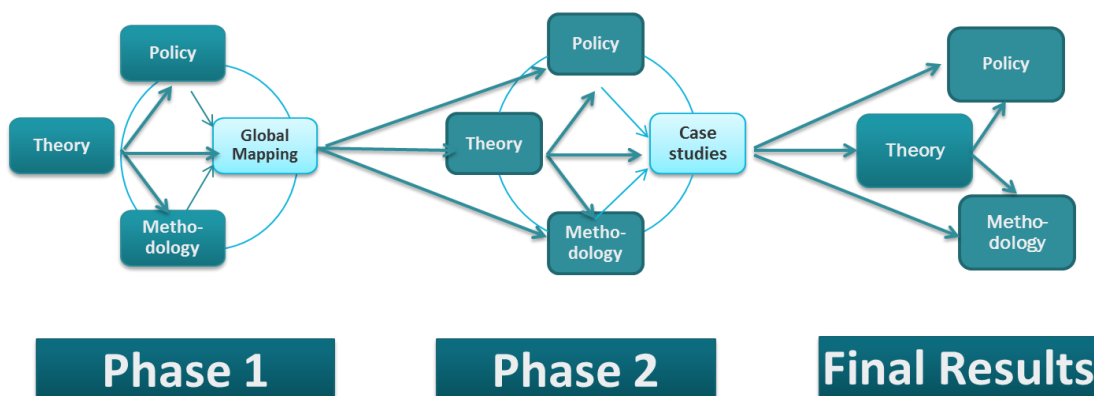 Policy
Theory
Global
Mapping
Metho-
dology
Policy
Theory
Case
studies
Metho-
dology
Policy
Theory
Metho-
dology
Phase 1
Phase 2
Final Results